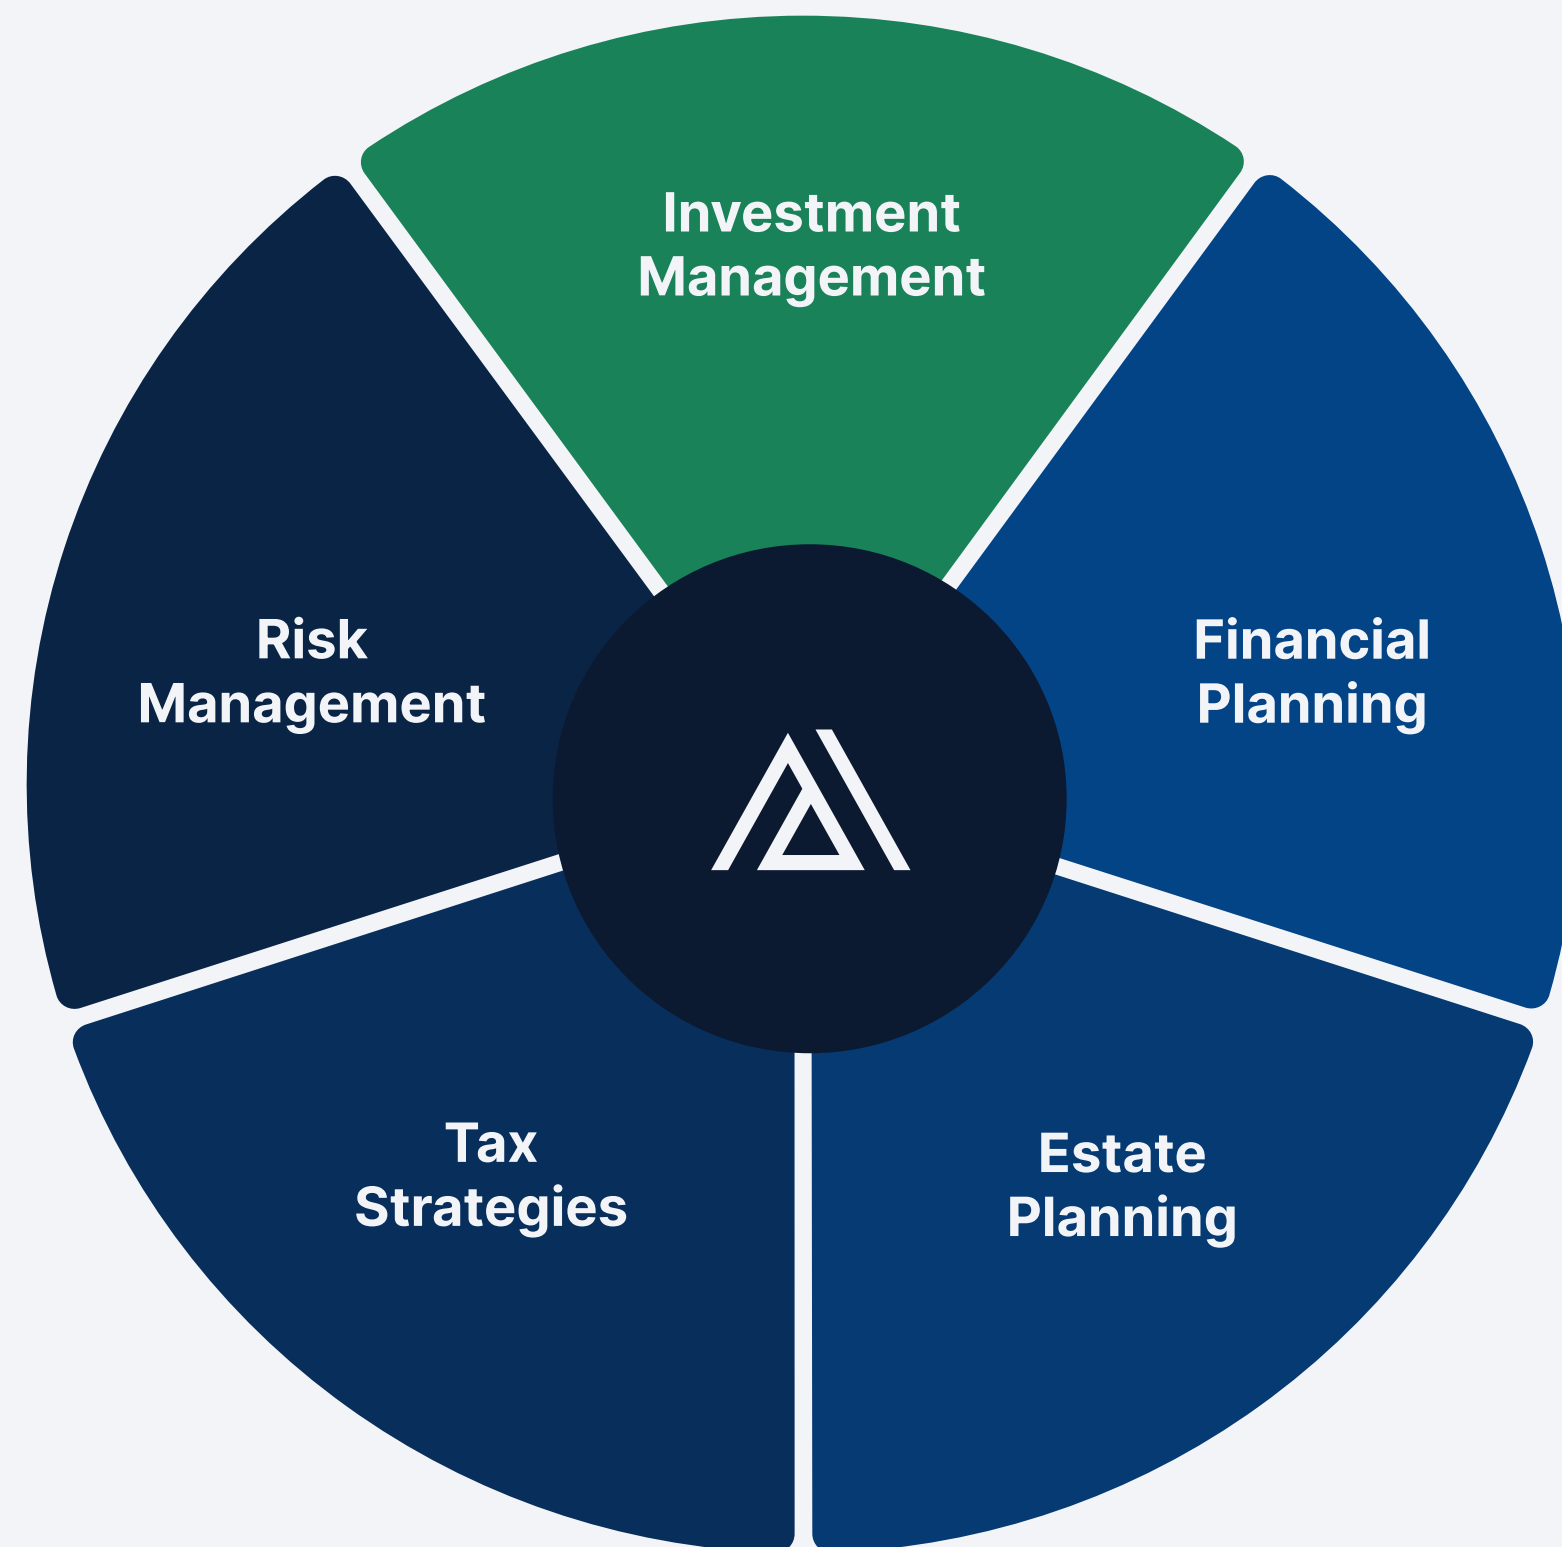 Investment
Management
Risk
Management
Financial
Planning
Tax
Strategies
Estate
Planning